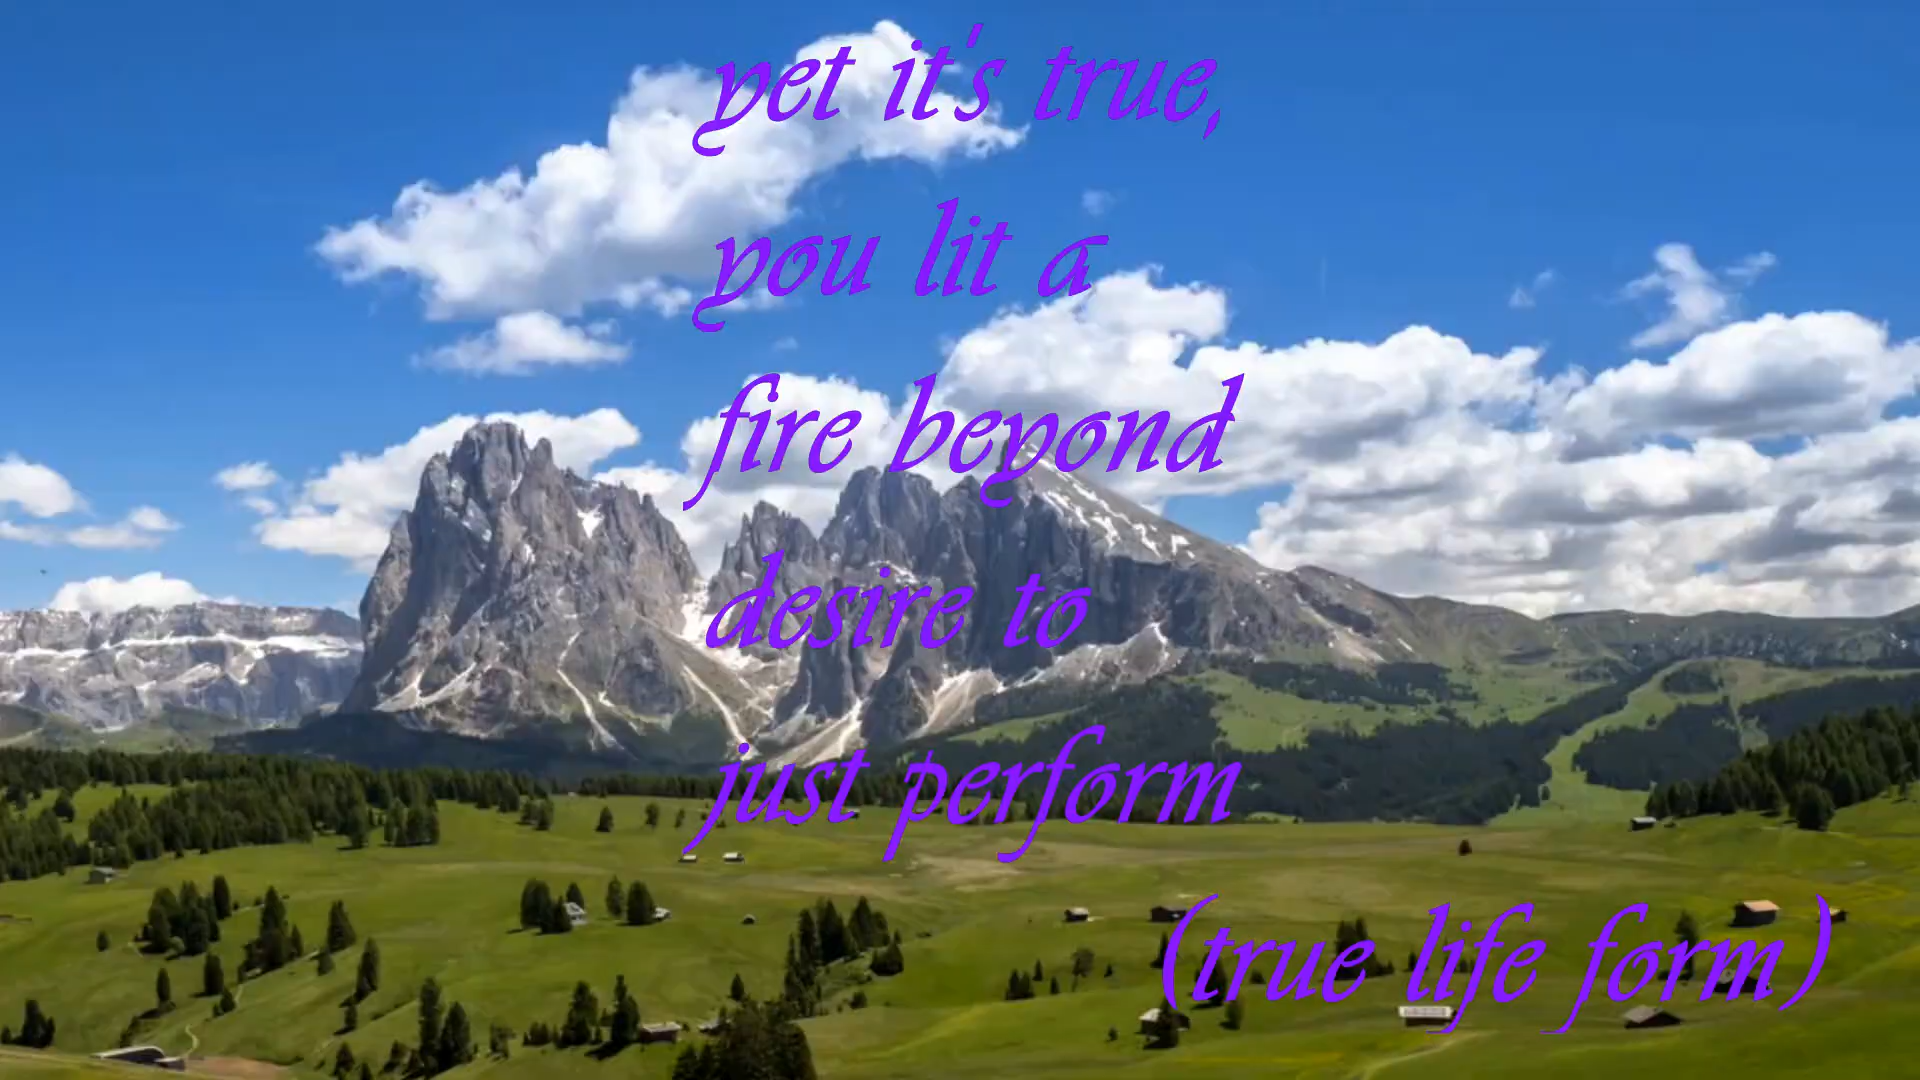 yet it's true,
you lit a
fire beyond
desire to
just perform
(true life form)